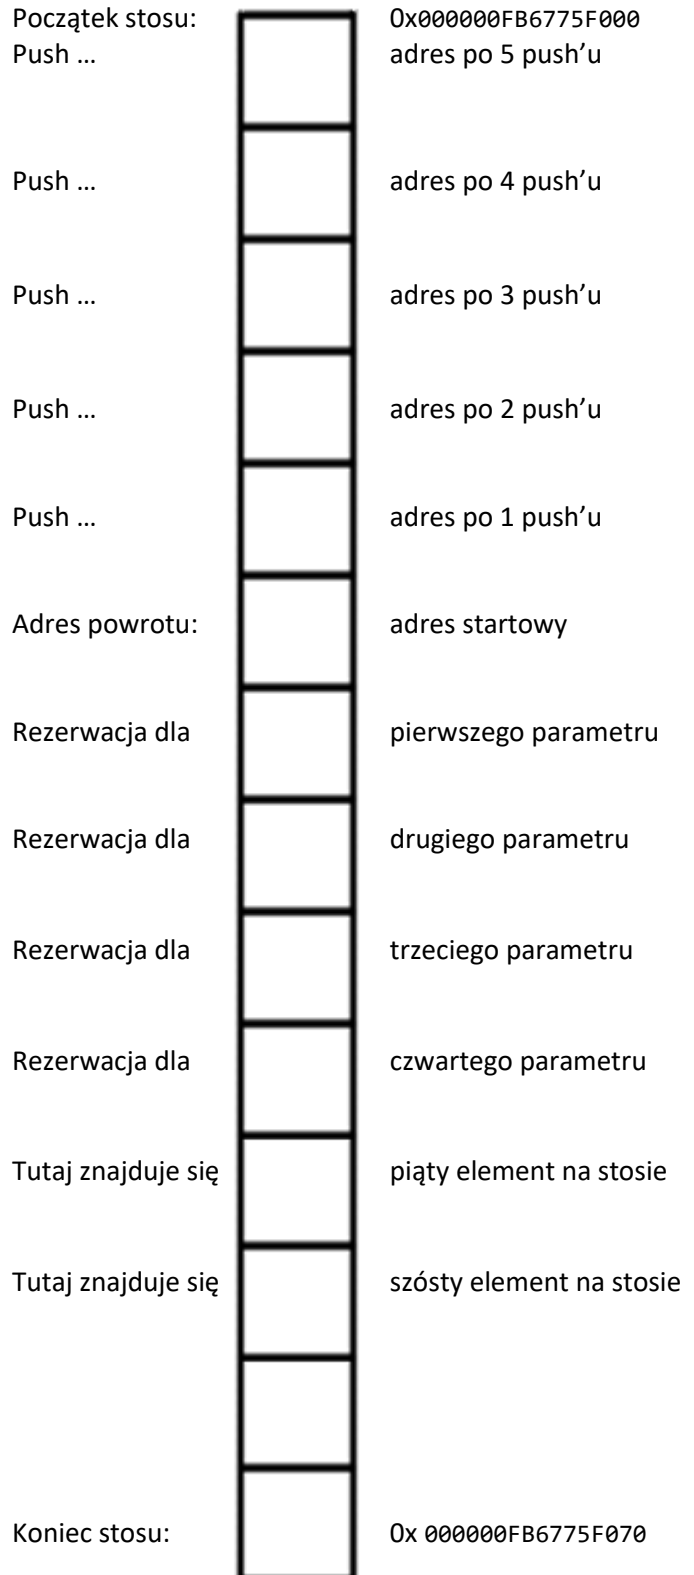 Początek stosu: 0x000000FB6775F000
Push … adres po 5 push’u
Push … adres po 4 push’u
Push … adres po 3 push’u
Push … adres po 2 push’u
Push … adres po 1 push’u
Adres powrotu: adres startowy
Rezerwacja dla pierwszego parametru
Rezerwacja dla drugiego parametru
Rezerwacja dla trzeciego parametru
Rezerwacja dla czwartego parametru
Tutaj znajduje się piąty element na stosie
Tutaj znajduje się szósty element na stosie
Koniec stosu: 0x 000000FB6775F070